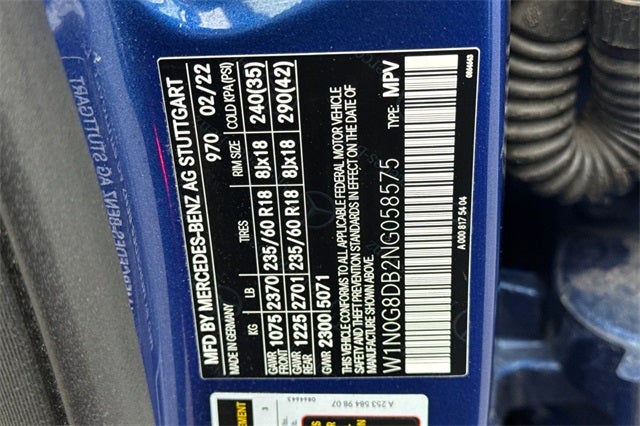 MFD BY MERCEDES-BENZ AG STUTTGART
MADE IN GERMANY 970 02/22
KG LB TIRES RIM SIZE COLD KPA(PSI)
GAWR FRONT 1075 2370 235/60 R18 8Jx18 240(35)
GAWR REAR 1225 2701 235/60 R18 8Jx18 290(42)
GVWR 2300/5071
THIS VEHICLE CONFORMS TO ALL APPLICABLE FEDERAL MOTOR VEHICLE
SAFETY AND THEFT PREVENTION STANDARDS IN EFFECT ON THE DATE OF
MANUFACTURE SHOWN ABOVE.
W1N0G8DB2NG058575 TYPE: MPV
A 000 817 54 04
0864643
A 253 584 98 07
0864643
3